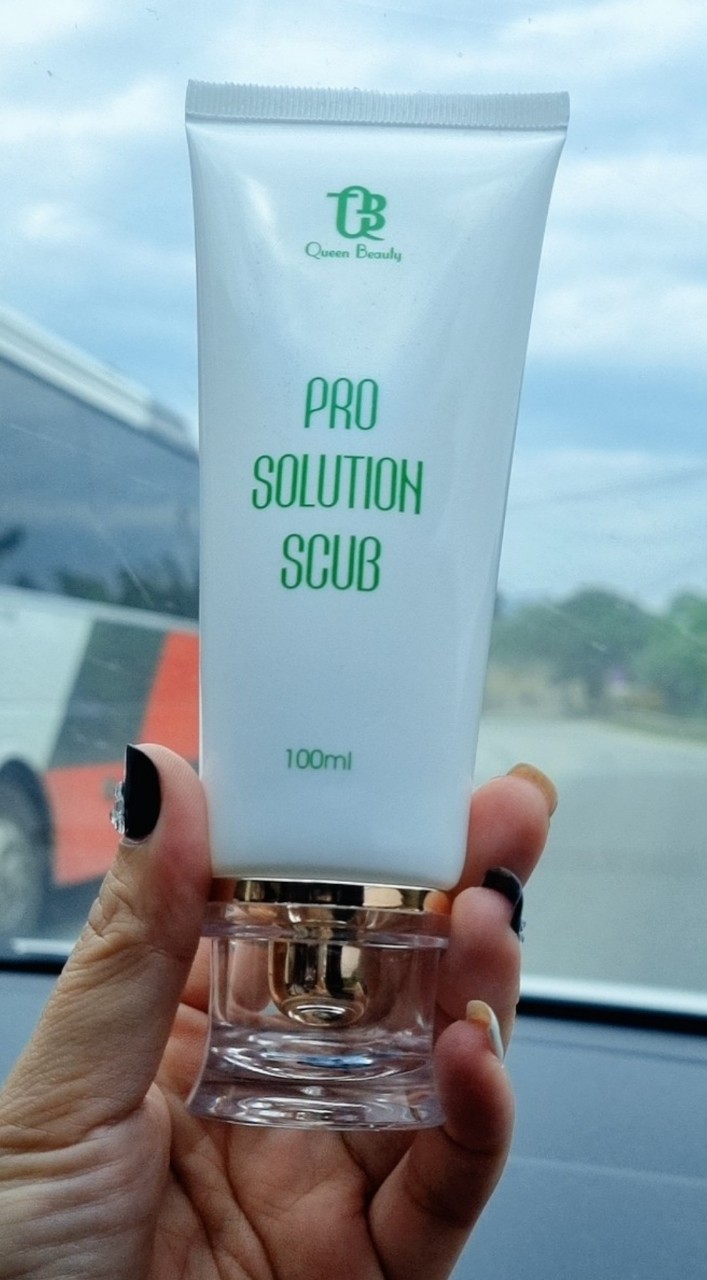 QB
Queen Beauty
PRO
SOLUTION
SCUB
100ml